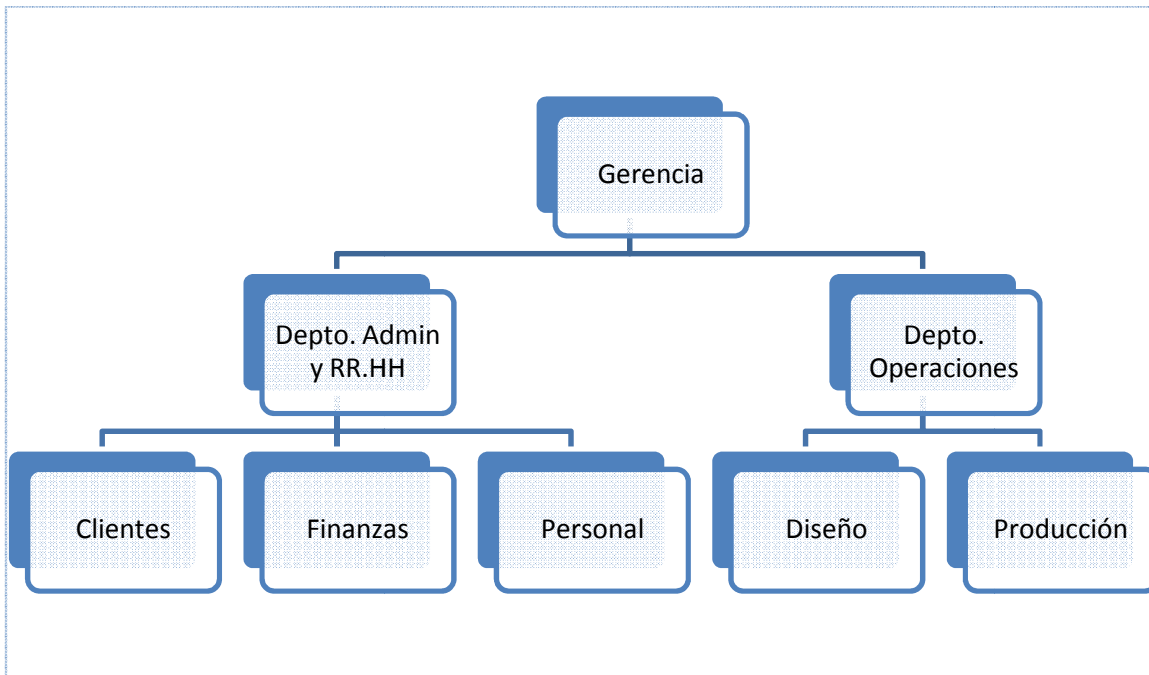 Gerencia
Depto. Admin
y RR.HH
Depto.
Operaciones
Clientes
Finanzas
Personal
Diseño
Producción